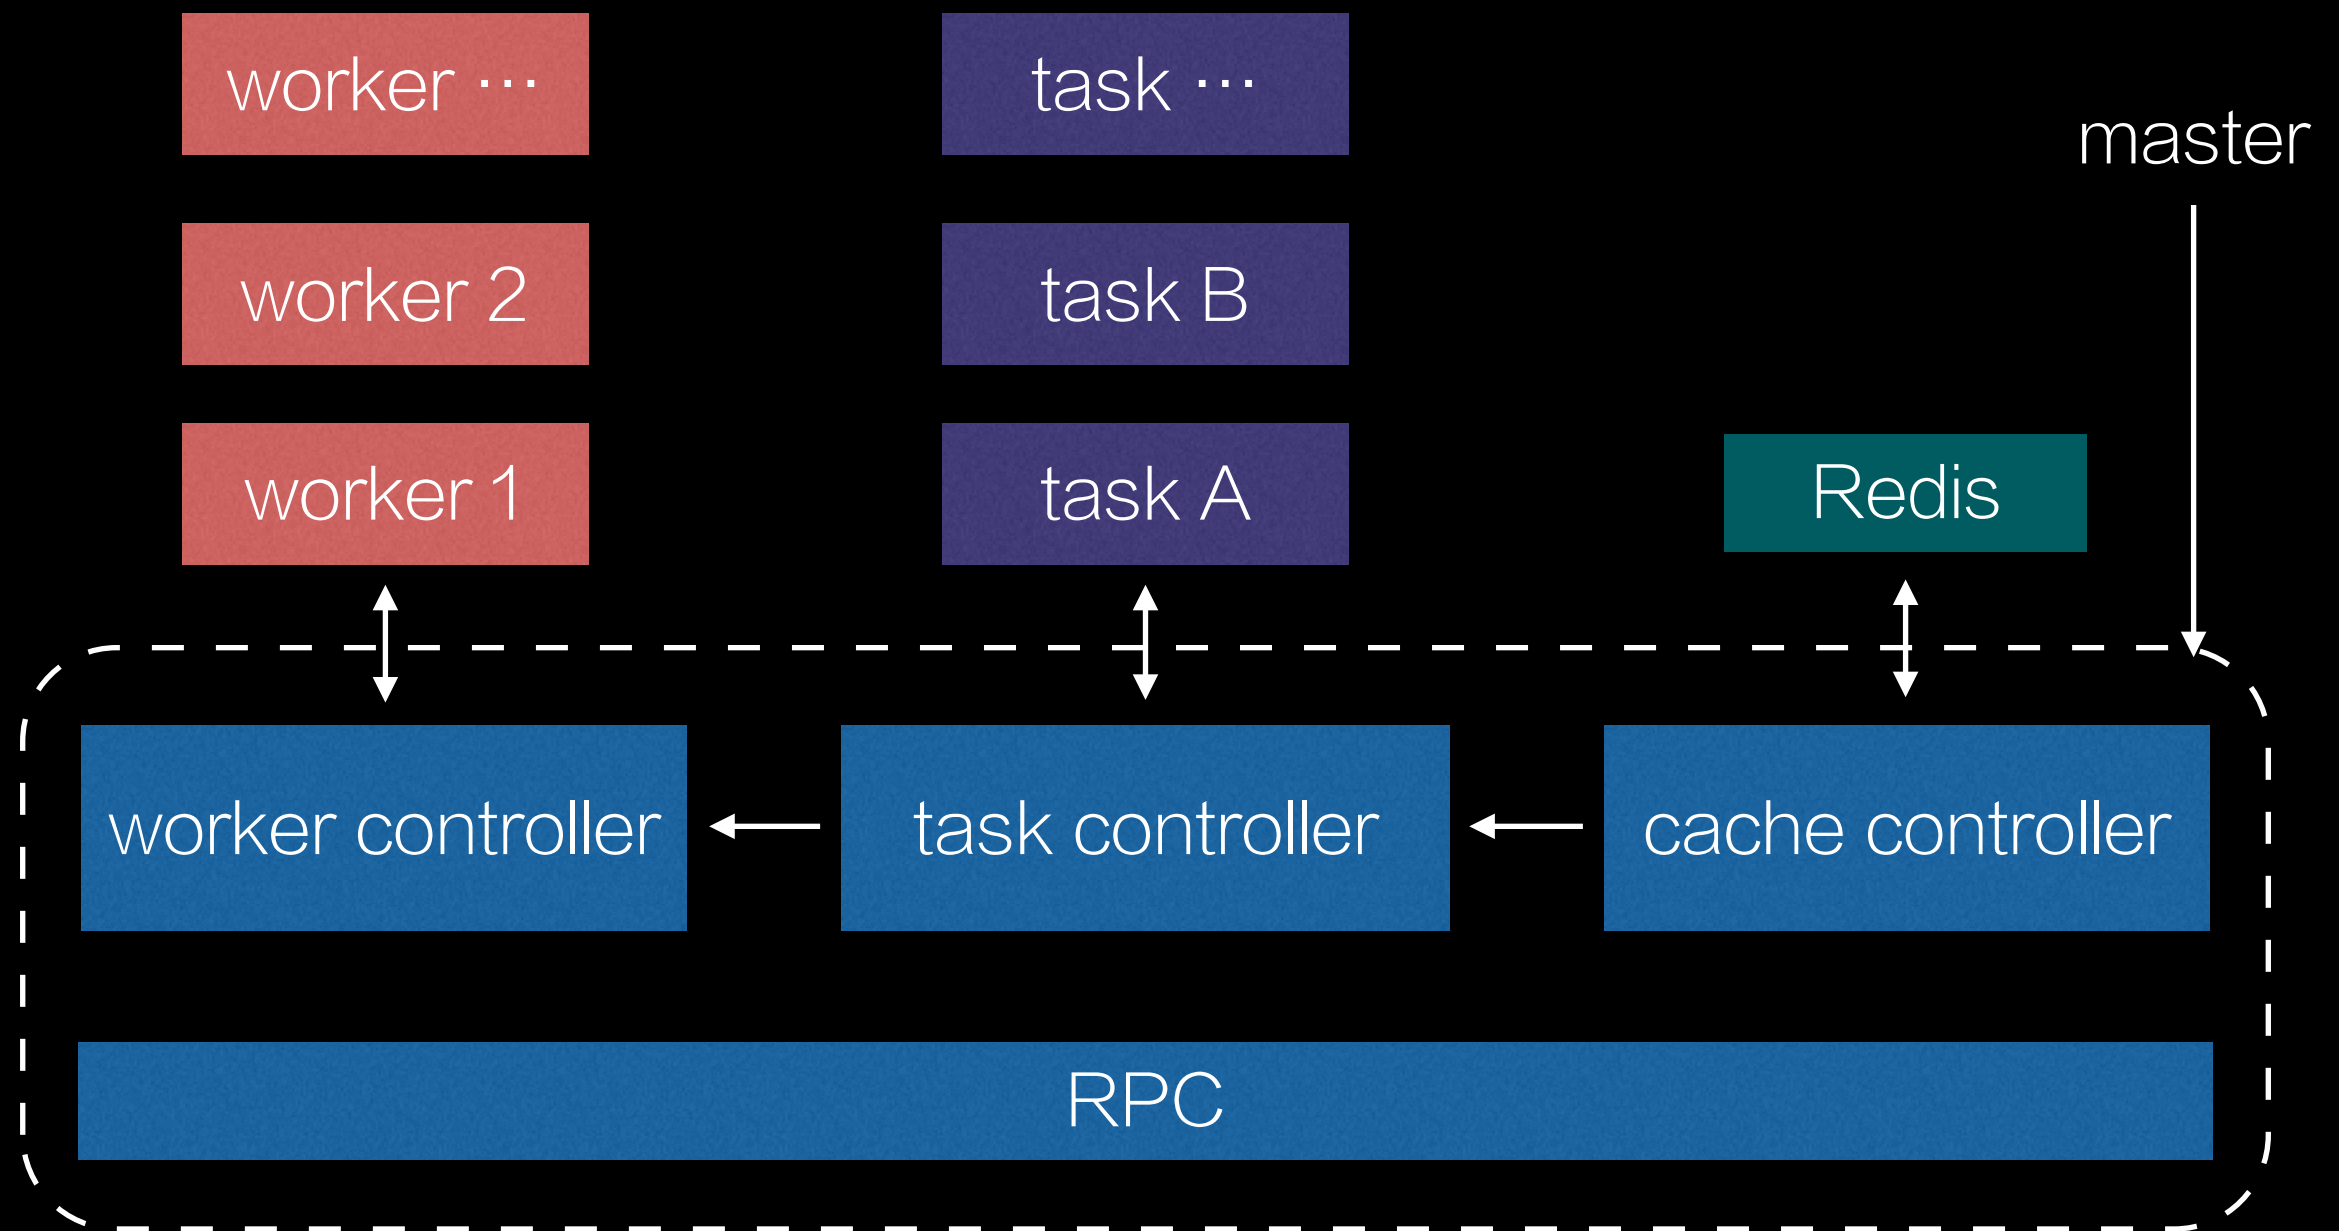 worker ···
task ···
master
worker 2
task B
worker 1
task A
Redis
worker controller
task controller
cache controller
RPC